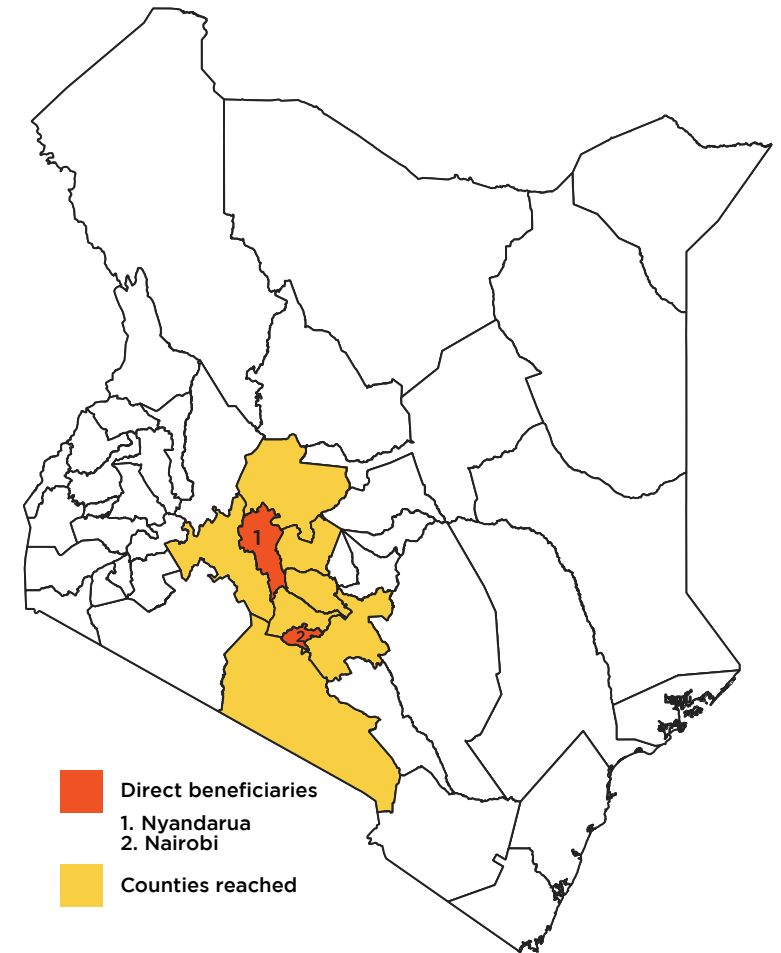 1
2
Direct beneficiaries
1. Nyandarua
2. Nairobi
Counties reached